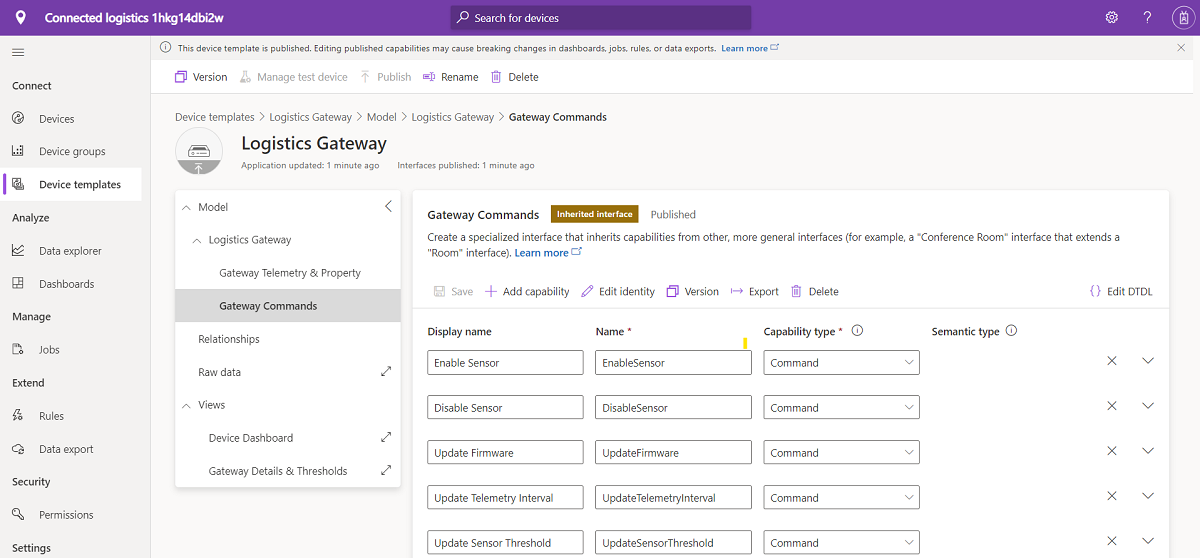 Connected logistics 1hkg14dbi2w
Search for devices
?
This device template is published. Editing published capabilities may cause breaking changes in dashboards, jobs, rules, or data exports. Learn more
Version
Manage test device
Publish
Rename
Delete
Connect
Devices
Device groups
Device templates
Analyze
Data explorer
Dashboards
Manage
Jobs
Extend
Rules
Data export
Security
Permissions
Settings
Device templates > Logistics Gateway > Model > Logistics Gateway > Gateway Commands
Logistics Gateway
Application updated: 1 minute ago Interfaces published: 1 minute ago
Model
Logistics Gateway
Gateway Telemetry & Property
Gateway Commands
Relationships
Raw data
Views
Device Dashboard
Gateway Details & Thresholds
Gateway Commands Inherited interface Published
Create a specialized interface that inherits capabilities from other, more general interfaces (for example, a "Conference Room" interface that extends a
"Room" interface). Learn more
Save Add capability Edit identity Version Export Delete {} Edit DTDL
Display name Name * Capability type * Semantic type
Enable Sensor EnableSensor Command
Disable Sensor DisableSensor Command
Update Firmware UpdateFirmware Command
Update Telemetry Interval UpdateTelemetryInterval Command
Update Sensor Threshold UpdateSensorThreshold Command